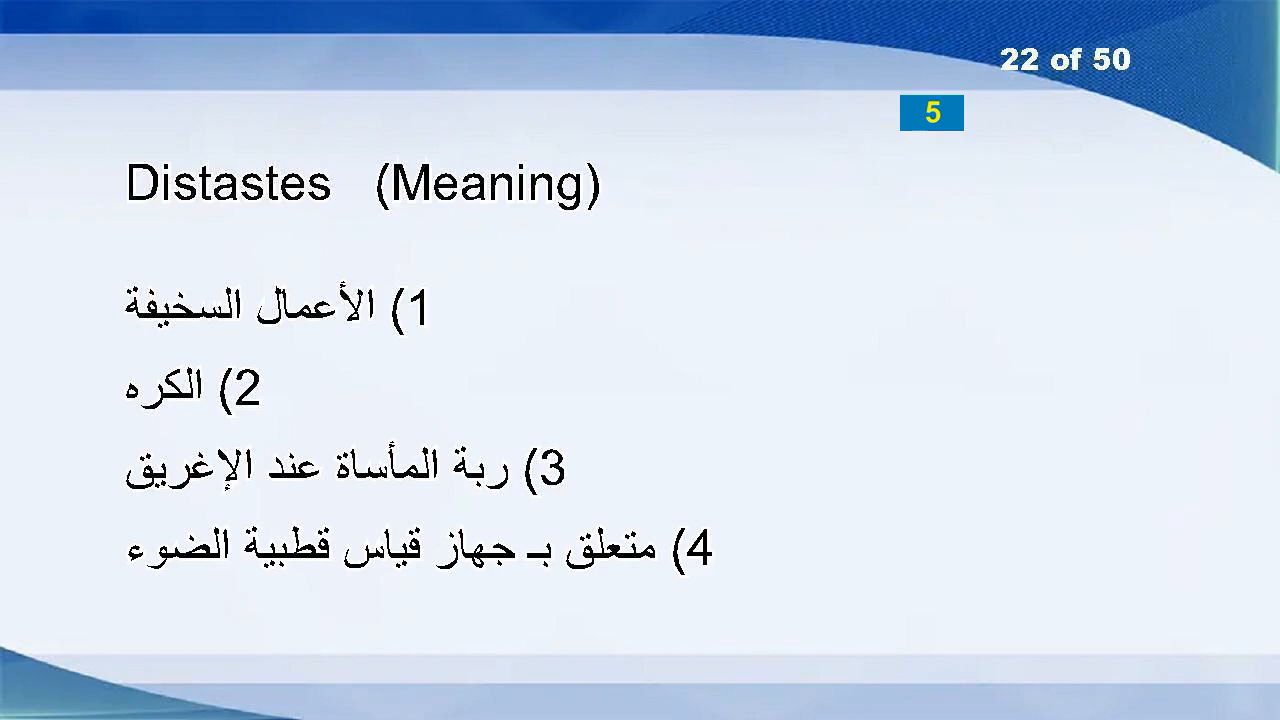 22 of 50
5
Distastes (Meaning)
1) الأعمال السخيفة
2) الكره
3) ربة المأساة عند الإغريق
4) متعلق بـ جهاز قياس قطبية الضوء